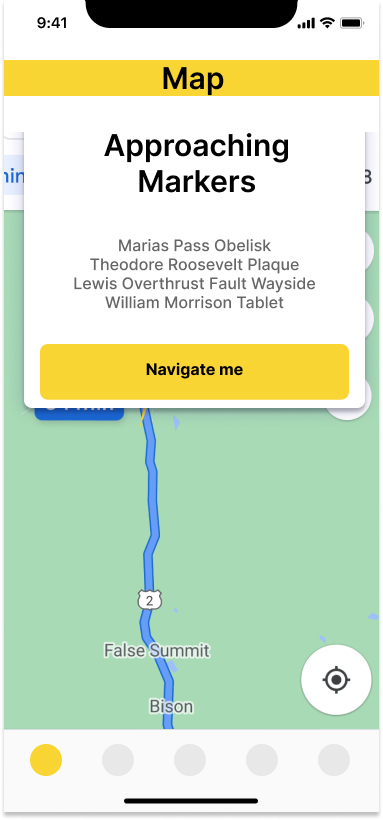 9:41
Map
Approaching
Markers
Marias Pass Obelisk
Theodore Roosevelt Plaque
Lewis Overthrust Fault Wayside
William Morrison Tablet
Navigate me
2
False Summit
Bison